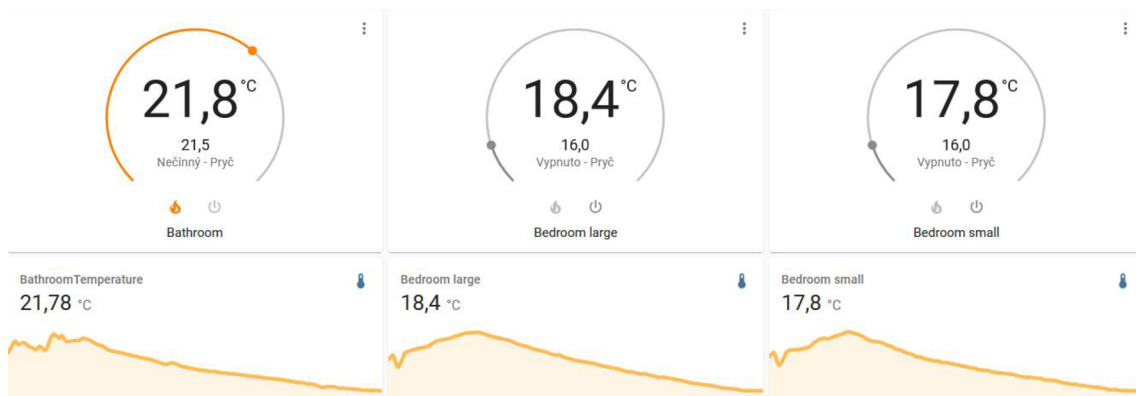 21,8 °C
21,5
Nečinný - Pryč
Bathroom
18,4 °C
16,0
Vypnuto - Pryč
Bedroom large
17,8 °C
16,0
Vypnuto - Pryč
Bedroom small
BathroomTemperature
21,78 °C
Bedroom large
18,4 °C
Bedroom small
17,8 °C